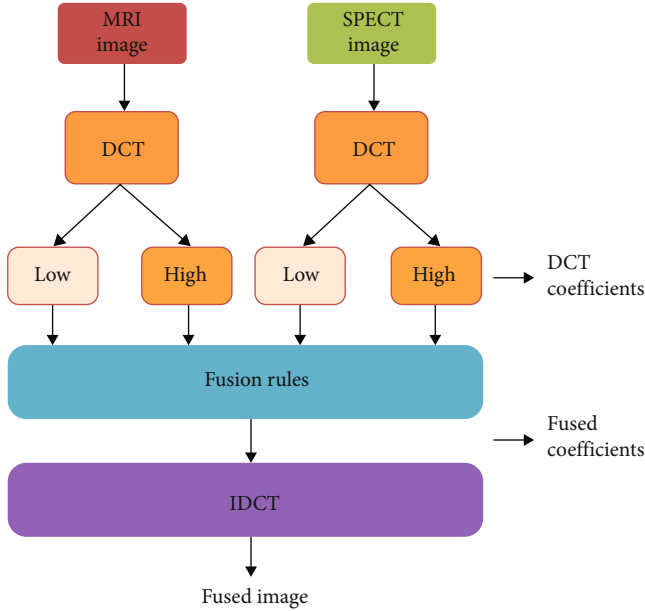 MRI
image
SPECT
image
DCT
DCT
Low
High
Low
High
DCT
coefficients
Fusion rules
Fused
coefficients
IDCT
Fused image